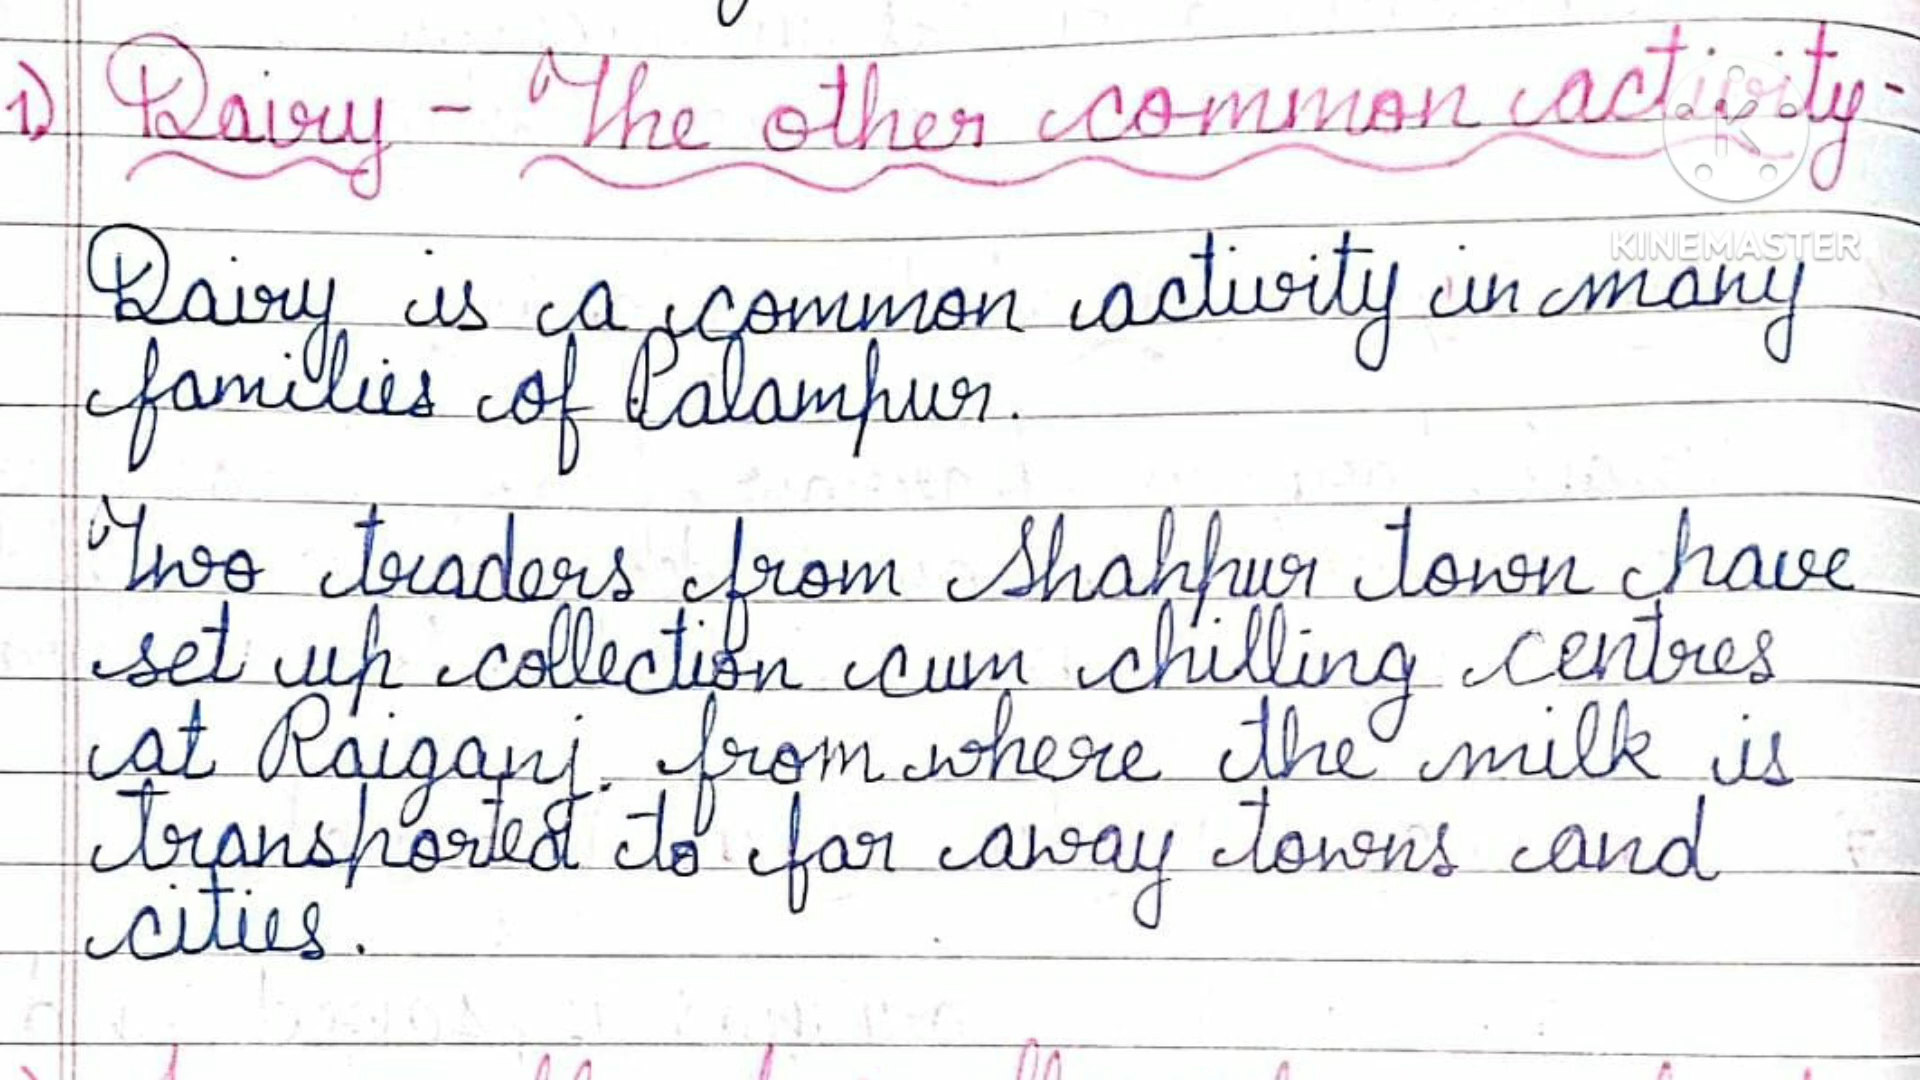 1) Dairy - The other common activity-
KINEMASTER
Dairy is a common activity in many
families of Palampur.
Two traders from Shahpur town have
set up collection cum chilling centres
at Raiganj. from where the milk is
transported to far away towns and
cities.